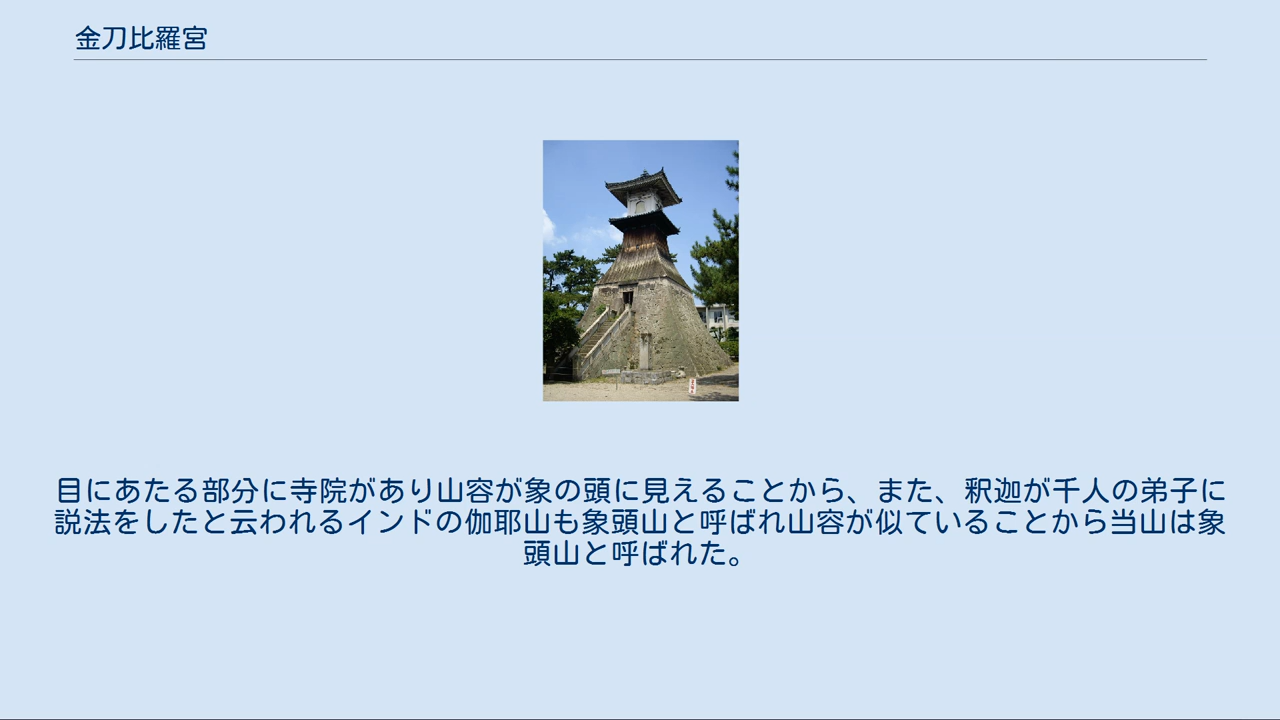 金刀比羅宮
目にあたる部分に寺院があり山容が象の頭に見えることから、また、釈迦が千人の弟子に
説法をしたと云われるインドの伽耶山も象頭山と呼ばれ山容が似ていることから当山は象
頭山と呼ばれた。